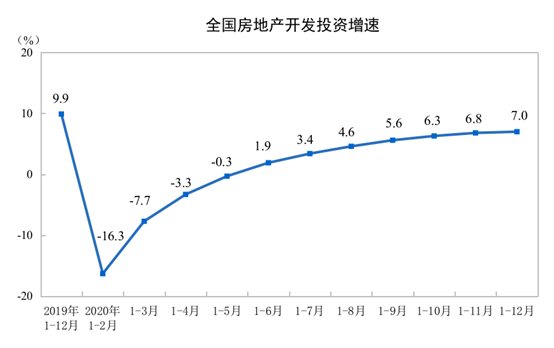 全国房地产开发投资增速
（%）
20
10
0
-10
-20
9.9
-16.3
-7.7
-3.3
-0.3
1.9
3.4
4.6
5.6
6.3
6.8
7.0
2019年
1-12月
2020年
1-2月
1-3月
1-4月
1-5月
1-6月
1-7月
1-8月
1-9月
1-10月
1-11月
1-12月